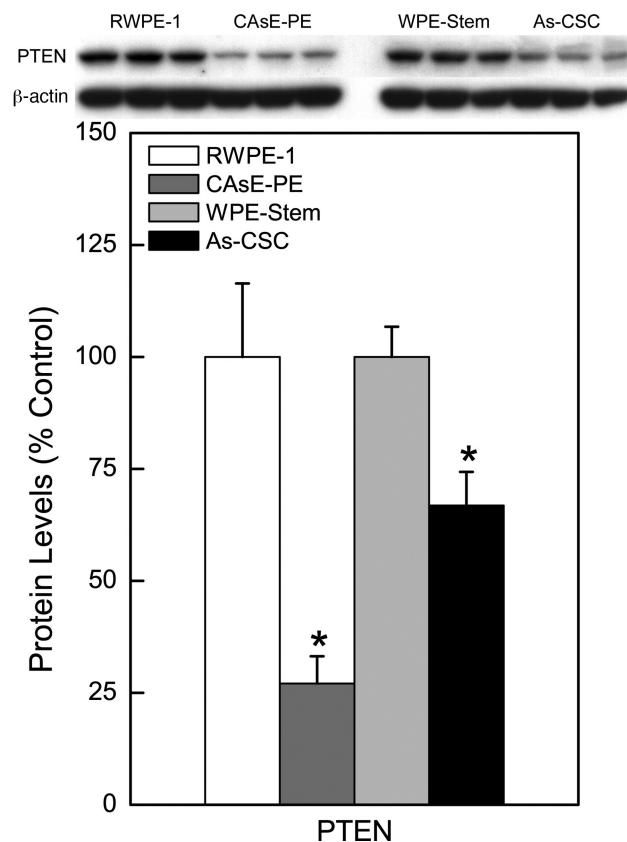 RWPE-1 CAsE-PE WPE-Stem As-CSC
PTEN
β-actin
150
RWPE-1
CAsE-PE
WPE-Stem
As-CSC
125
100
75
50
25
0
Protein Levels (% Control)
*
*
PTEN